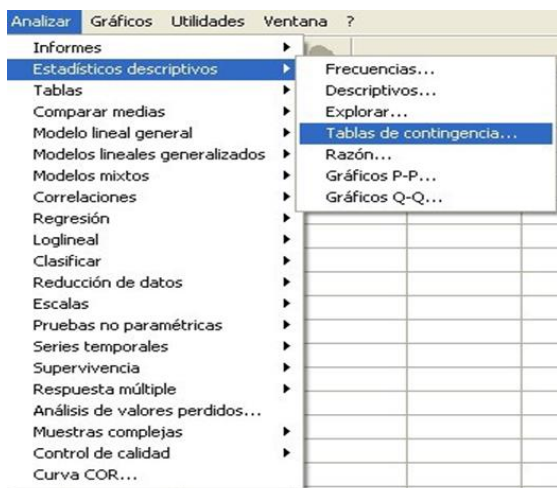 Analizar Gráficos Utilidades Ventana ?
Informes
Estadísticos descriptivos
Tablas
Comparar medias
Modelo lineal general
Modelos lineales generalizados
Modelos mixtos
Correlaciones
Regresión
Loglineal
Clasificar
Reducción de datos
Escalas
Pruebas no paramétricas
Series temporales
Supervivencia
Respuesta múltiple
Análisis de valores perdidos...
Muestras complejas
Control de calidad
Curva COR...
Frecuencias...
Descriptivos...
Explorar...
Tablas de contingencia...
Razón...
Gráficos P-P...
Gráficos Q-Q...